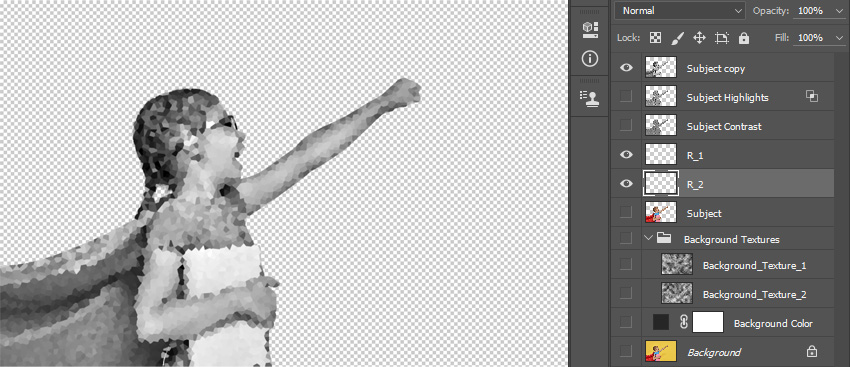 Normal Opacity: 100%
Lock: Fill: 100%
Subject copy
Subject Highlights
Subject Contrast
R_1
R_2
Subject
Background Textures
Background_Texture_1
Background_Texture_2
Background Color
Background